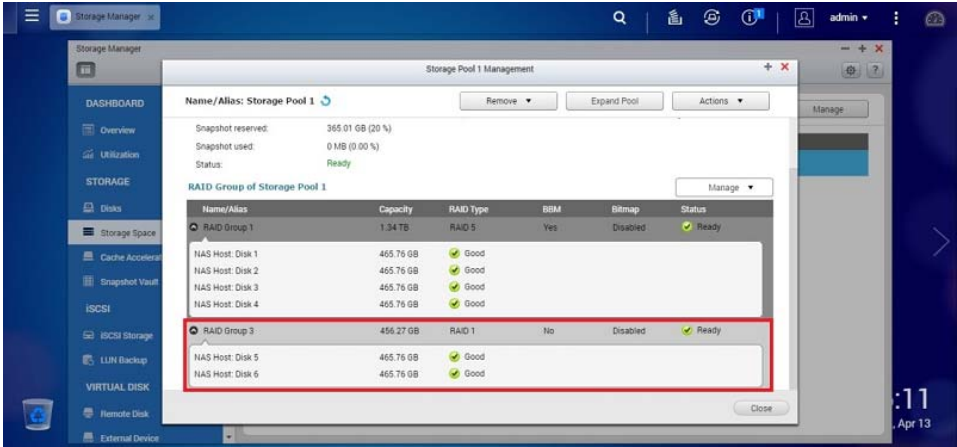 Storage Manager ×
1
admin
Storage Manager
Storage Pool 1 Management
DASHBOARD
Overview
Utilization
STORAGE
Disks
Storage Space
Cache Accelerat
Snapshot Vault
iSCSI
iSCSI Storage
LUN Backup
VIRTUAL DISK
Remote Disk
External Device
?
Manage
Name/Alias: Storage Pool 1
Remove
Expand Pool
Actions
Snapshot reserved: 365.01 GB (20 %)
Snapshot used: 0 MB (0.00 %)
Status: Ready
RAID Group of Storage Pool 1
Manage
Name/Alias Capacity RAID Type BBM Bitmap Status
RAID Group 1 1.34 TB RAID 5 Yes Disabled Ready
NAS Host: Disk 1 465.76 GB Good
NAS Host: Disk 2 465.76 GB Good
NAS Host: Disk 3 465.76 GB Good
NAS Host: Disk 4 465.76 GB Good
RAID Group 3 456.27 GB RAID 1 No Disabled Ready
NAS Host: Disk 5 465.76 GB Good
NAS Host: Disk 6 465.76 GB Good
Close
:11
, Apr 13